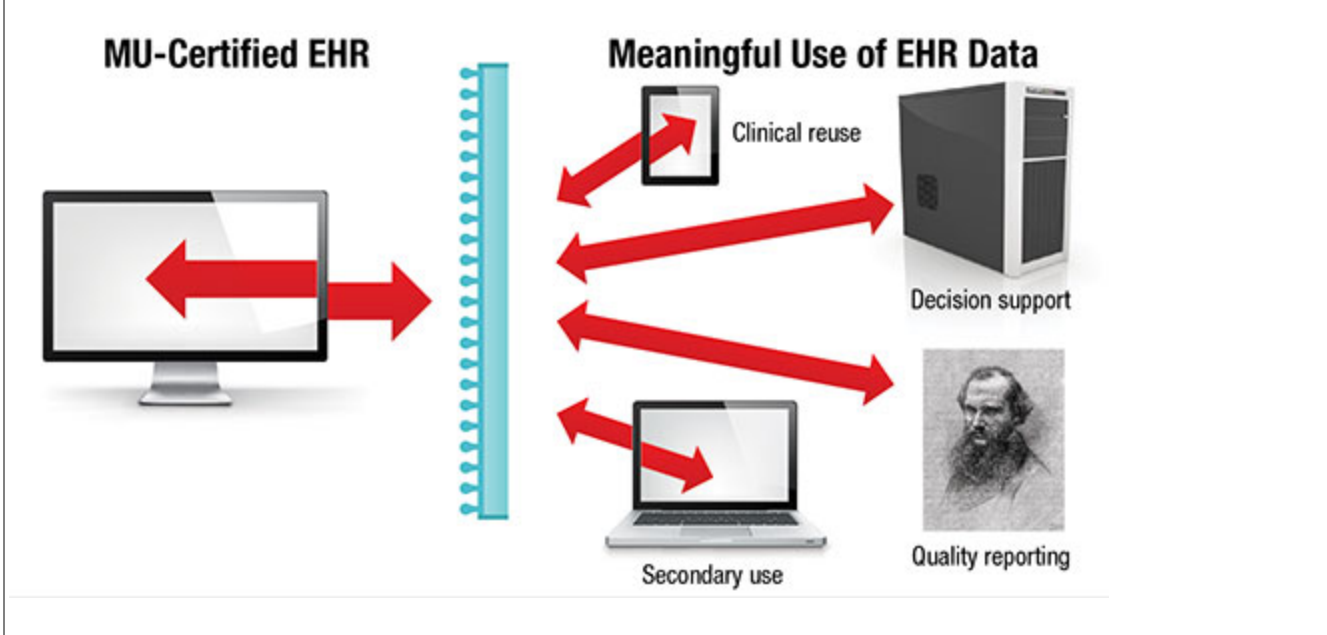 MU-Certified EHR
Meaningful Use of EHR Data
Clinical reuse
Decision support
Secondary use
Quality reporting